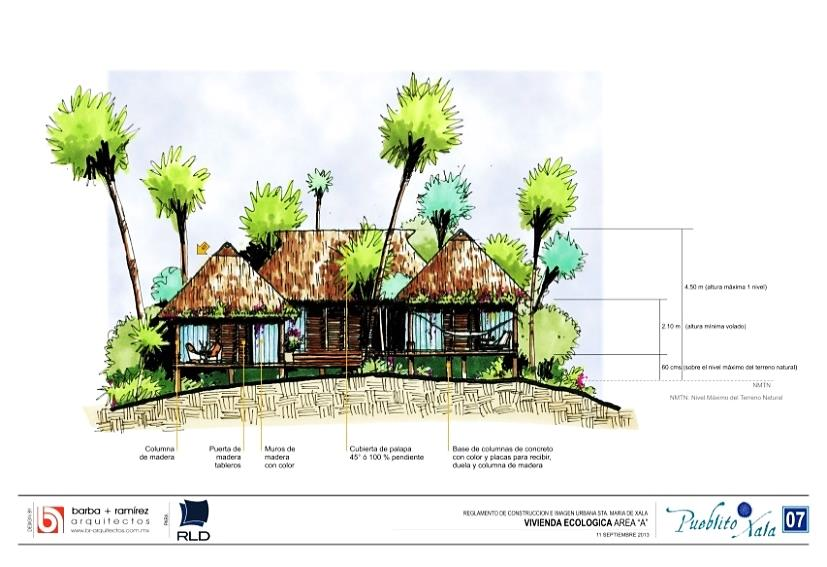 4.50 m (altura máxima 1 nivel)
2.10 m (altura mínima volado)
60 cms (sobre el nivel máximo del terreno natural)
NMTN
NMTN: Nivel Máximo del Terreno Natural
Columna
de madera
Puerta de
madera
tableros
Muros de
madera
con color
Cubierta de palapa
45° ó 100 % pendiente
Base de columnas de concreto
con color y placas para recibir,
duela y columna de madera
DESIGN BY
b
barba + ramírez
arquitectos
www.br-arquitectos.com.mx
PARA
RLD
REGLAMENTO DE CONSTRUCCION E IMAGEN URBANA STA. MARIA DE XALA
VIVIENDA ECOLOGICA AREA "A"
11 SEPTIEMBRE 2013
Pueblito Xala
07